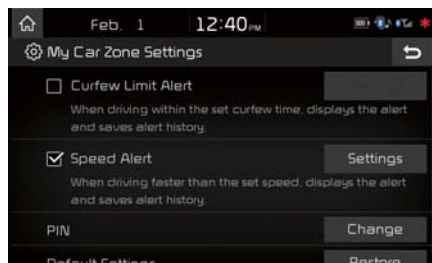 Feb. 1 12:40 PM
My Car Zone Settings
Curfew Limit Alert
When driving within the set curfew time, displays the alert
and saves alert history.
Speed Alert Settings
When driving faster than the set speed, displays the alert
and saves alert history.
PIN Change
Default Settings Restore